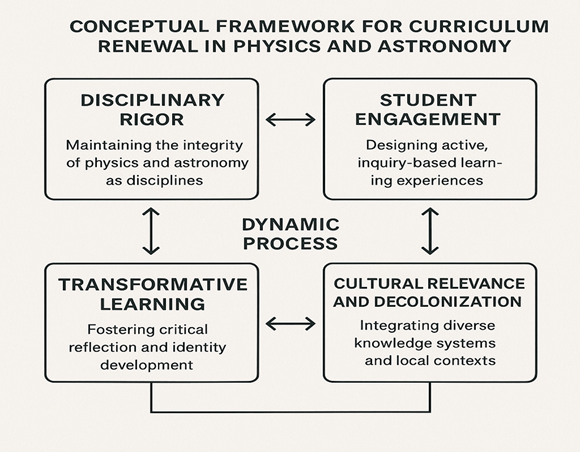 CONCEPTUAL FRAMEWORK FOR CURRICULUM
RENEWAL IN PHYSICS AND ASTRONOMY
DISCIPLINARY
RIGOR
Maintaining the integrity
of physics and astronomy
as disciplines
STUDENT
ENGAGEMENT
Designing active,
inquiry-based learn-
ing experiences
DYNAMIC
PROCESS
TRANSFORMATIVE
LEARNING
Fostering critical
reflection and identity
development
CULTURAL RELEVANCE
AND DECOLONIZATION
Integrating diverse
knowledge systems
and local contexts